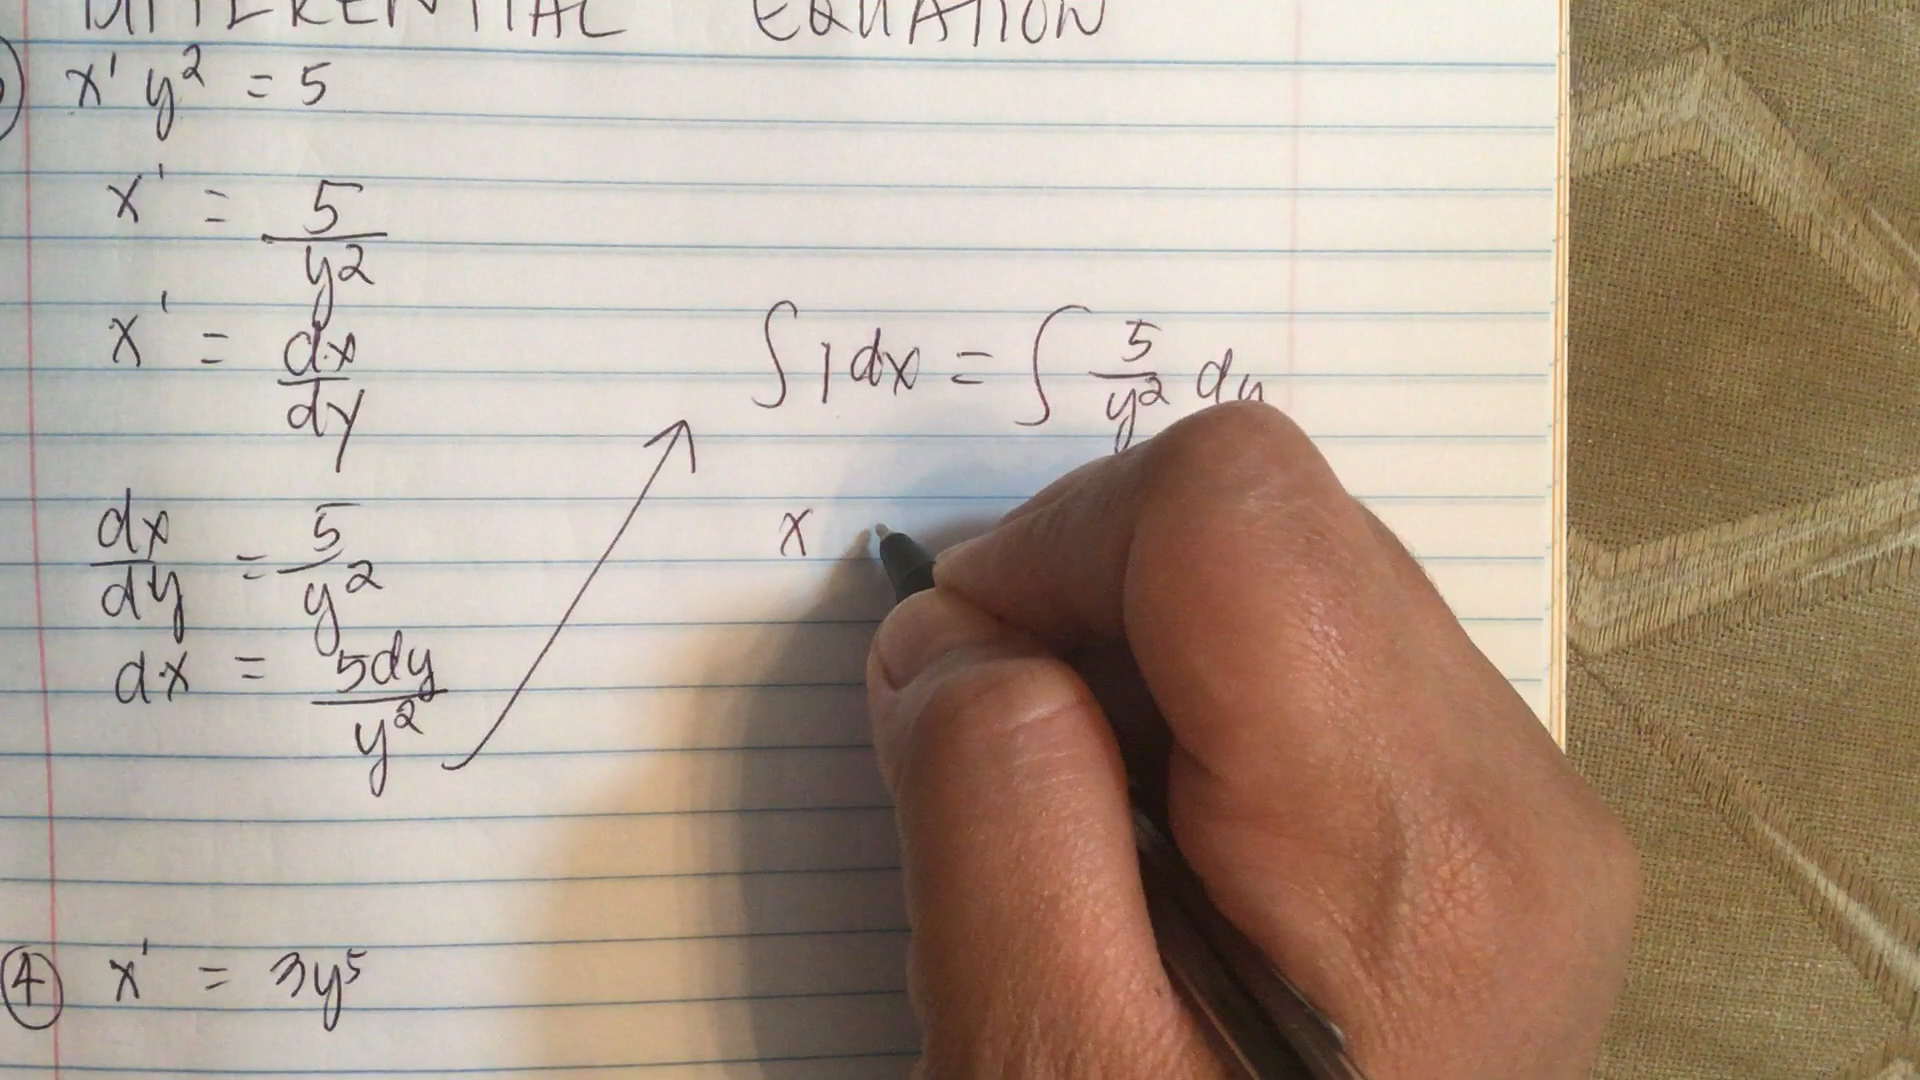 DIFFERENTIAL EQUATION
x' y² = 5
x' = 5/y²
x' = dx/dy
dx/dy = 5/y²
dx = 5dy/y²
∫ 1 dx = ∫ 5/y² dy
x
④ x' = 3y⁵